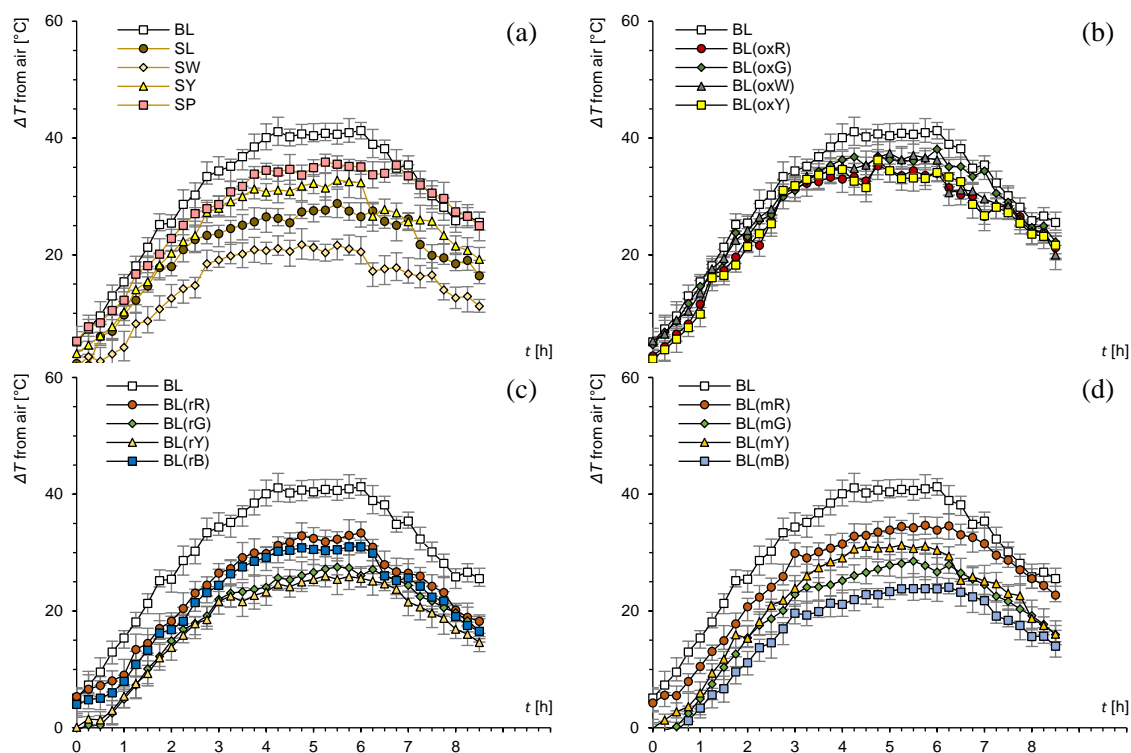 60
ΔT from air [°C]
BL
SL
SW
SY
SP
(a)
40
20
t [h]
60
ΔT from air [°C]
BL
BL(oxR)
BL(oxG)
BL(oxW)
BL(oxY)
(b)
40
20
t [h]
60
ΔT from air [°C]
BL
BL(rR)
BL(rG)
BL(rY)
BL(rB)
(c)
40
20
0
t [h]
0 1 2 3 4 5 6 7 8
60
ΔT from air [°C]
BL
BL(mR)
BL(mG)
BL(mY)
BL(mB)
(d)
40
20
0
t [h]
0 1 2 3 4 5 6 7 8